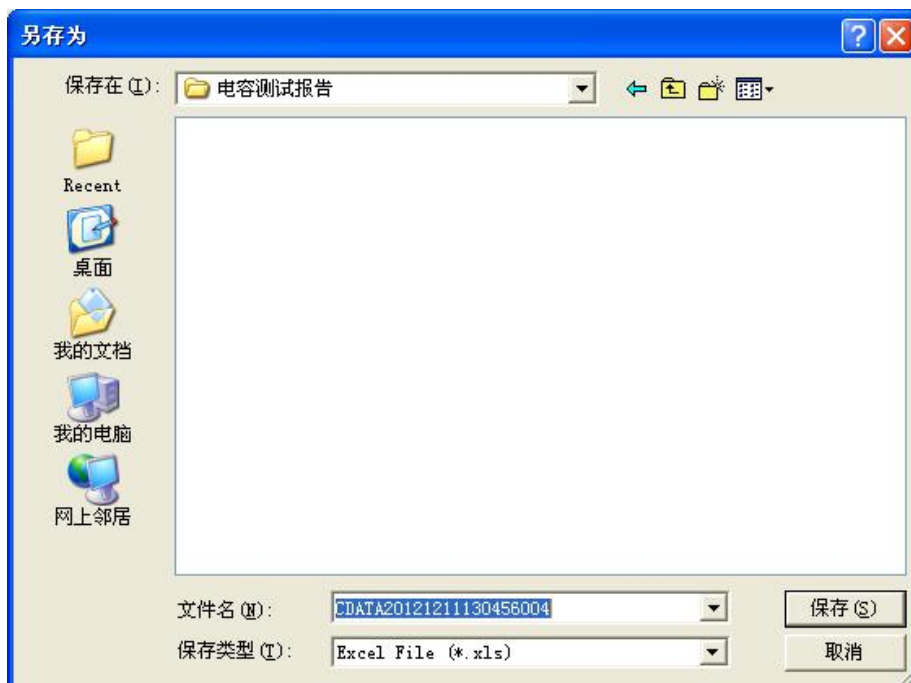 另存为
保存在(I):
电容测试报告
Recent
桌面
我的文档
我的电脑
网上邻居
文件名(N):
CDATA20121211130456004
保存(S)
保存类型(T):
Excel File (*.xls)
取消